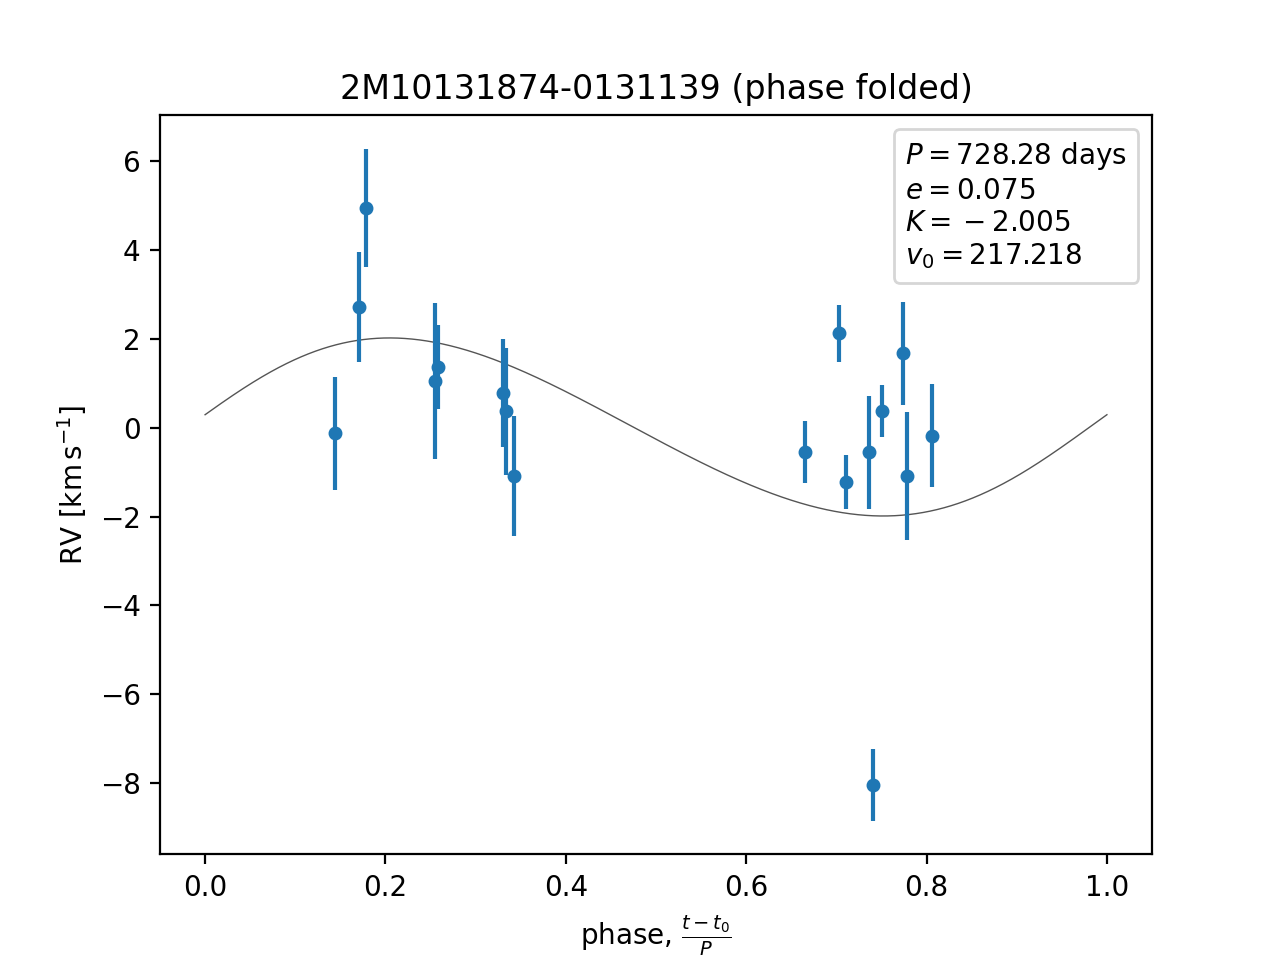 2M10131874-0131139 (phase folded)
P = 728.28 days
e = 0.075
K = −2.005
v₀ = 217.218
RV [km s⁻¹]
6
4
2
0
−2
−4
−6
−8
0.0 0.2 0.4 0.6 0.8 1.0
phase, (t − t₀)/P